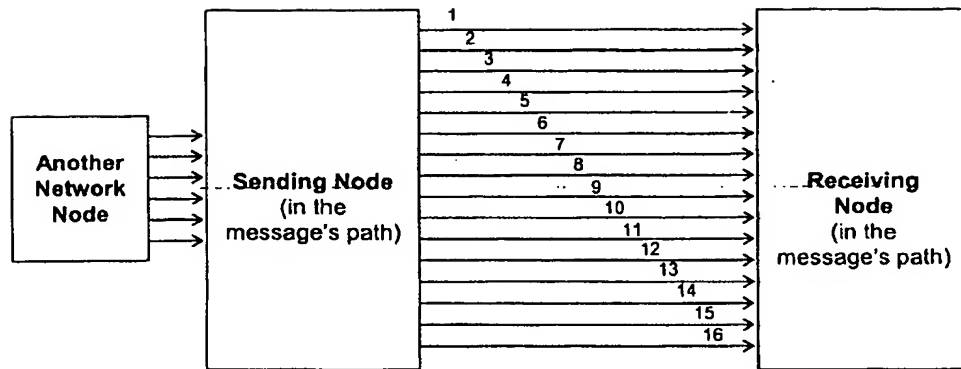 1
2
3
4
5
6
7
8
9
10
11
12
13
14
15
16
Another
Network
Node
Sending Node
(in the
message's path)
Receiving
Node
(in the
message's path)